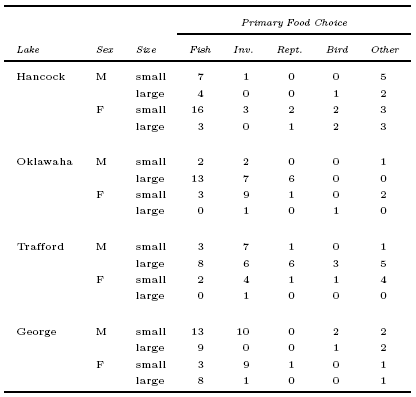 Primary Food Choice
Lake Sex Size Fish Inv. Rept. Bird Other
Hancock M small 7 1 0 0 5
large 4 0 0 1 2
F small 16 3 2 2 3
large 3 0 1 2 3
Oklawaha M small 2 2 0 0 1
large 13 7 6 0 0
F small 3 9 1 0 2
large 0 1 0 1 0
Trafford M small 3 7 1 0 1
large 8 6 6 3 5
F small 2 4 1 1 4
large 0 1 0 0 0
George M small 13 10 0 2 2
large 9 0 0 1 2
F small 3 9 1 0 1
large 8 1 0 0 1